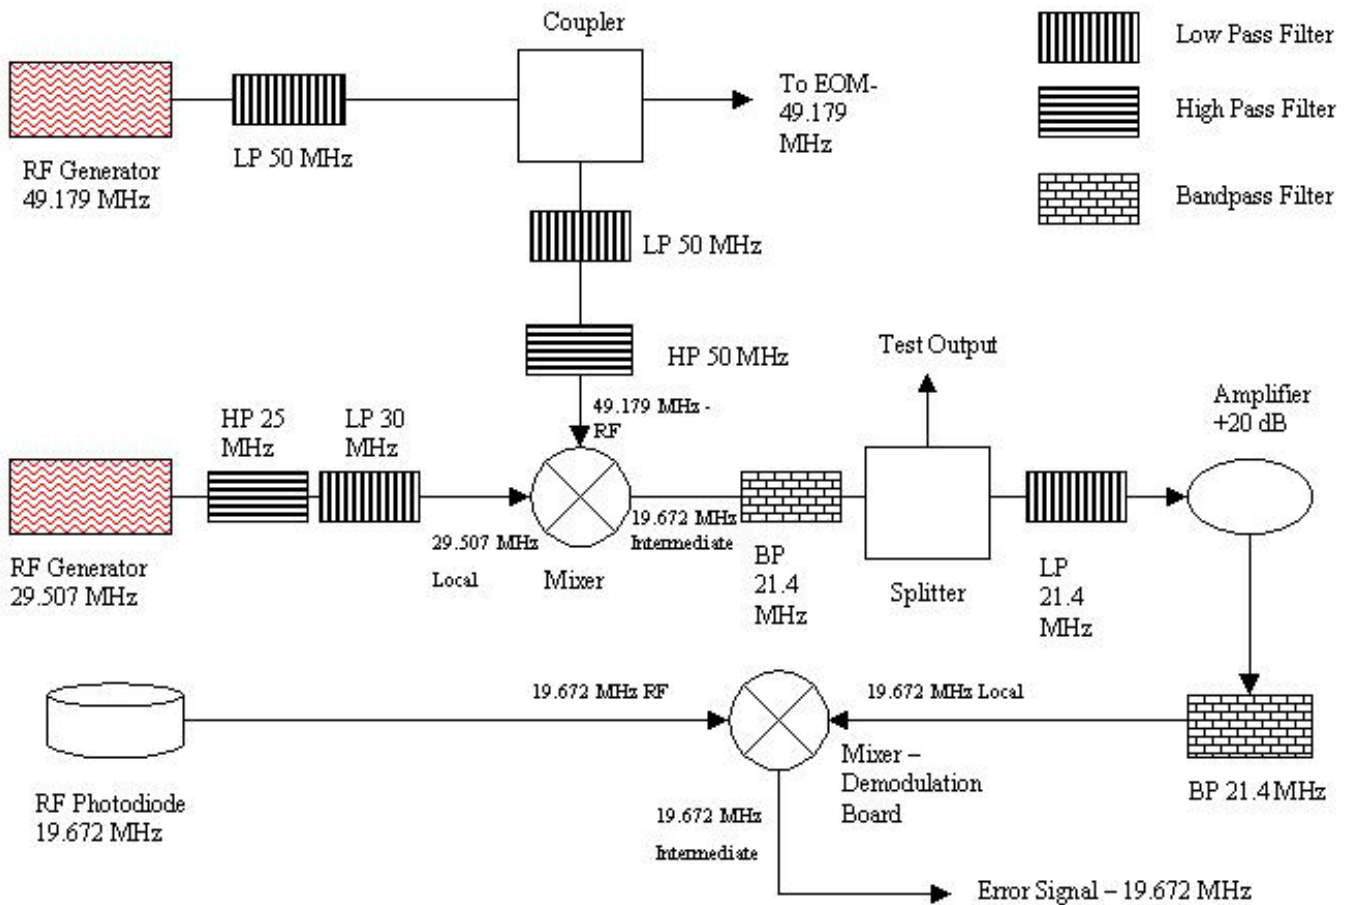 Coupler
Low Pass Filter
To EOM-
49.179
MHz
High Pass Filter
LP 50 MHz
RF Generator
49.179 MHz
Bandpass Filter
LP 50 MHz
HP 50 MHz
Test Output
49.179 MHz -
RF
HP 25
MHz
LP 30
MHz
Amplifier
+20 dB
29.507 MHz
Local
19.672 MHz
Intermediate
RF Generator
29.507 MHz
Mixer
BP
21.4
MHz
Splitter
LP
21.4
MHz
19.672 MHz RF
19.672 MHz Local
RF Photodiode
19.672 MHz
Mixer –
Demodulation
Board
BP 21.4 MHz
19.672 MHz
Intermediate
Error Signal – 19.672 MHz